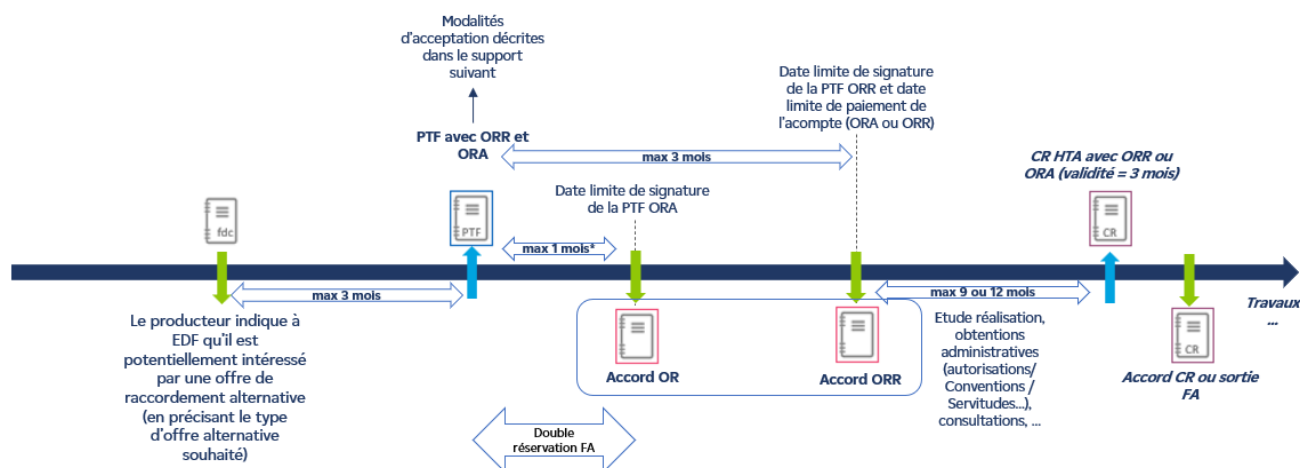 Modalités
d'acceptation décrites
dans le support
suivant
PTF avec ORR et
ORA
max 3 mois
Date limite de signature
de la PTF ORR et date
limite de paiement de
l'acompte (ORA ou ORR)
CR HTA avec ORR ou
ORA (validité = 3 mois)
Date limite de signature
de la PTF ORA
fdc
PTF
CR
max 1 mois*
max 3 mois
max 9 ou 12 mois
Travaux
...
Le producteur indique à
EDF qu'il est
potentiellement intéressé
par une offre de
raccordement alternative
(en précisant le type
d'offre alternative
souhaité)
Accord OR
Accord ORR
Etude réalisation,
obtentions
administratives
(autorisations/
Conventions /
Servitudes...),
consultations, ...
CR
Accord CR ou sortie
FA
Double
réservation FA